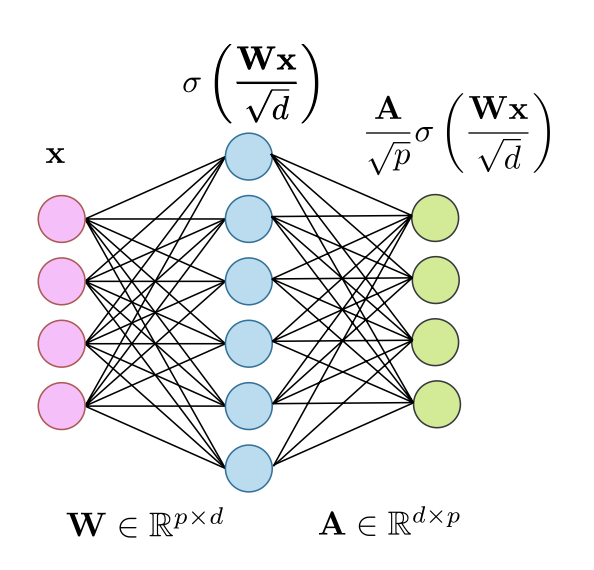 σ(Wx/√d)
A/√p σ(Wx/√d)
x
W ∈ ℝ^{p×d}
A ∈ ℝ^{d×p}